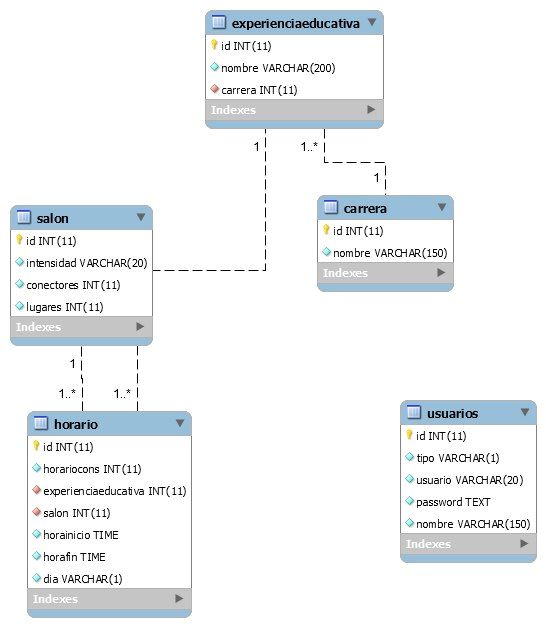 experienciaeducativa
id INT(11)
nombre VARCHAR(200)
carrera INT(11)
Indexes
1
1..*
1
carrera
id INT(11)
nombre VARCHAR(150)
Indexes
salon
id INT(11)
intensidad VARCHAR(20)
conectores INT(11)
lugares INT(11)
Indexes
1
1..*
1..*
horario
id INT(11)
horariocons INT(11)
experienciaeducativa INT(11)
salon INT(11)
horainicio TIME
horafin TIME
dia VARCHAR(1)
Indexes
usuarios
id INT(11)
tipo VARCHAR(1)
usuario VARCHAR(20)
password TEXT
nombre VARCHAR(150)
Indexes